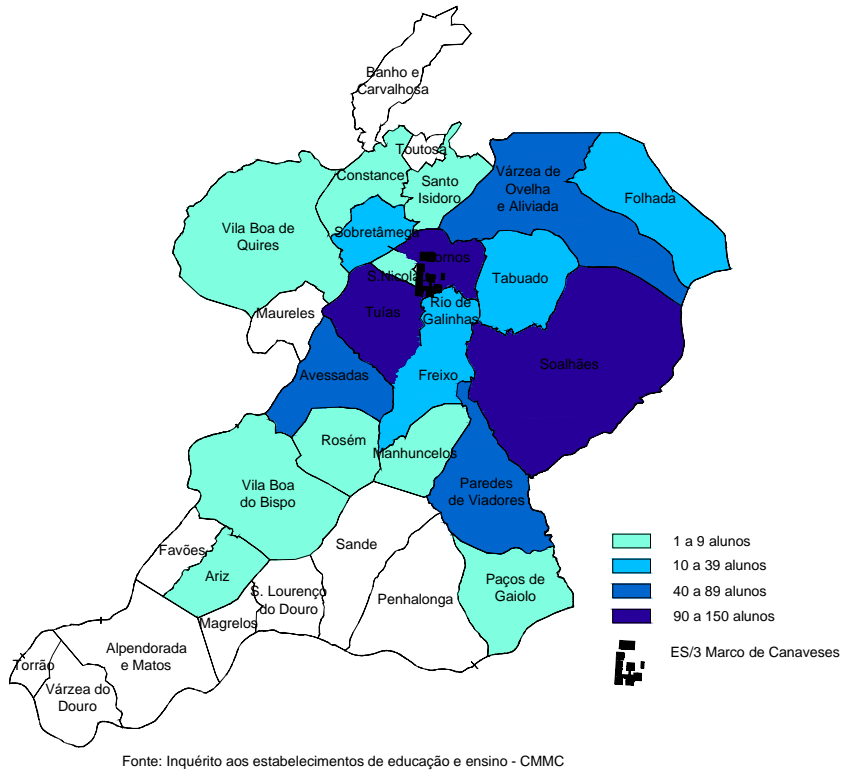 Banho e
Carvalhosa
Toutosa
Constance
Santo
Isidoro
Várzea de
Ovelha
e Aliviada
Folhada
Vila Boa de
Quires
Sobretâmega
Tabuado
Maureles
Tuías
Rio de
Galinhas
Avessadas
Freixo
Soalhães
Rosém
Manhuncelos
Vila Boa
do Bispo
Paredes
de Viadores
Favões
Sande
Ariz
S. Lourenço
do Douro
Penhalonga
Paços de
Gaiolo
Magrelos
Alpendorada
e Matos
Torrão
Várzea do
Douro
1 a 9 alunos
10 a 39 alunos
40 a 89 alunos
90 a 150 alunos
ES/3 Marco de Canaveses
Fonte: Inquérito aos estabelecimentos de educação e ensino - CMMC